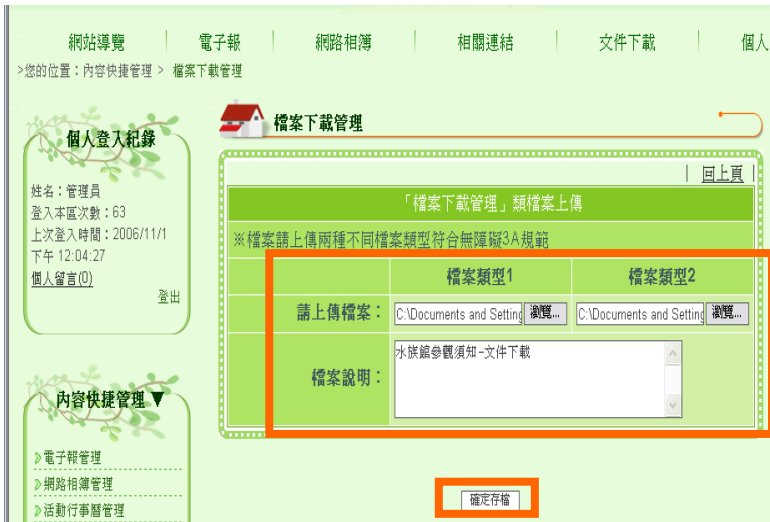 網站導覽 電子報 網路相簿 相關連結 文件下載 個人
>您的位置：內容快捷管理 > 檔案下載管理
個人登入紀錄
姓名：管理員
登入本區次數：63
上次登入時間：2006/11/1
下午 12:04:27
個人留言(0)
登出
內容快捷管理▼
電子報管理
網路相簿管理
活動行事曆管理
檔案下載管理
| 回上頁 |
「檔案下載管理」類檔案上傳
※檔案請上傳兩種不同檔案類型符合無障礙3A規範
檔案類型1 檔案類型2
請上傳檔案： C:\Documents and Setting 瀏覽... C:\Documents and Setting 瀏覽...
檔案說明： 水族館參觀須知-文件下載
確定存檔